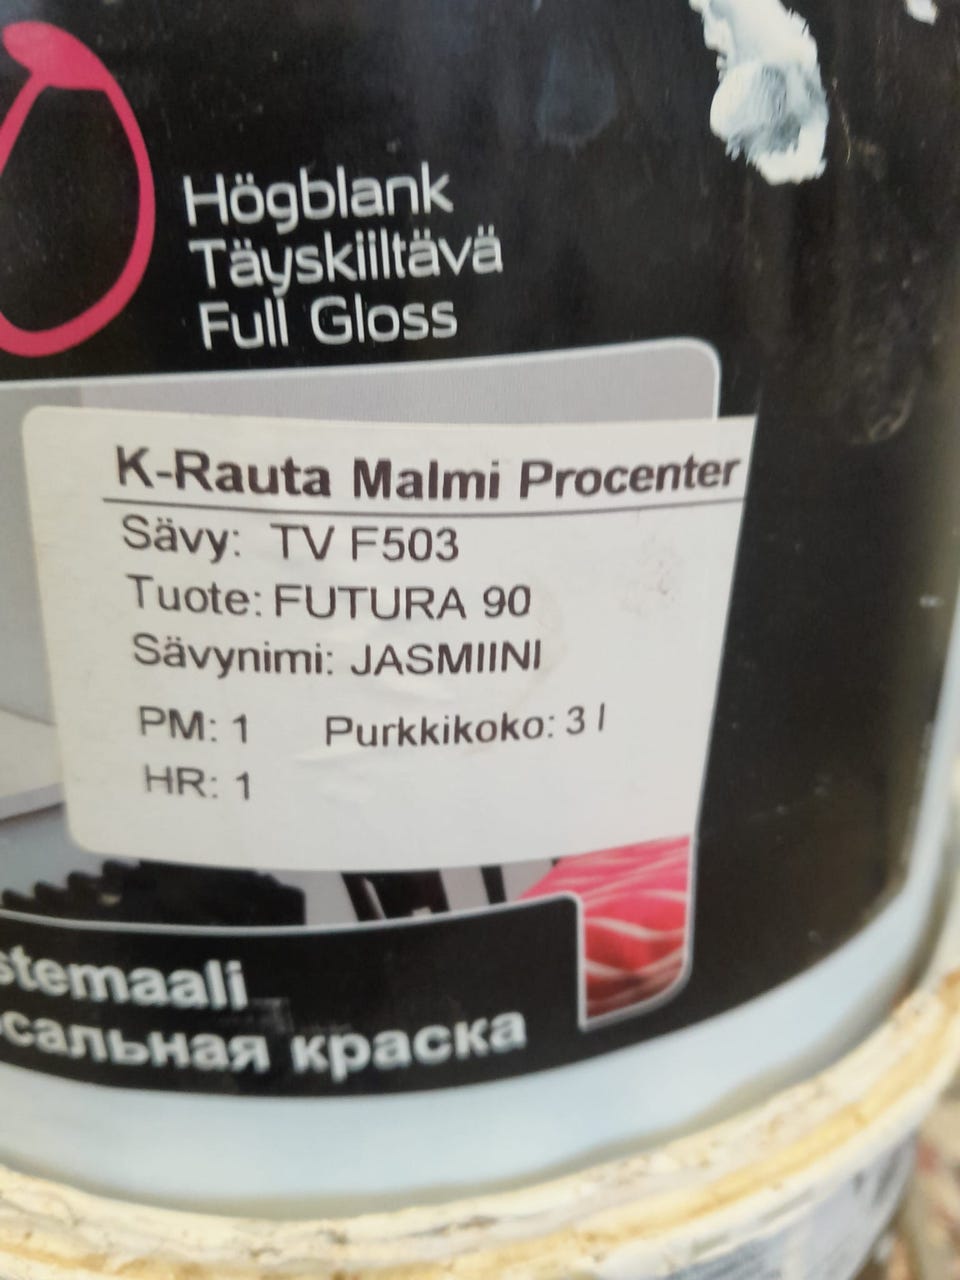 Högblank
Täyskiiltävä
Full Gloss
K-Rauta Malmi Procenter
Sävy: TV F503
Tuote: FUTURA 90
Sävynimi: JASMIINI
PM: 1 Purkkikoko: 3 l
HR: 1
stemaali
сальная краска